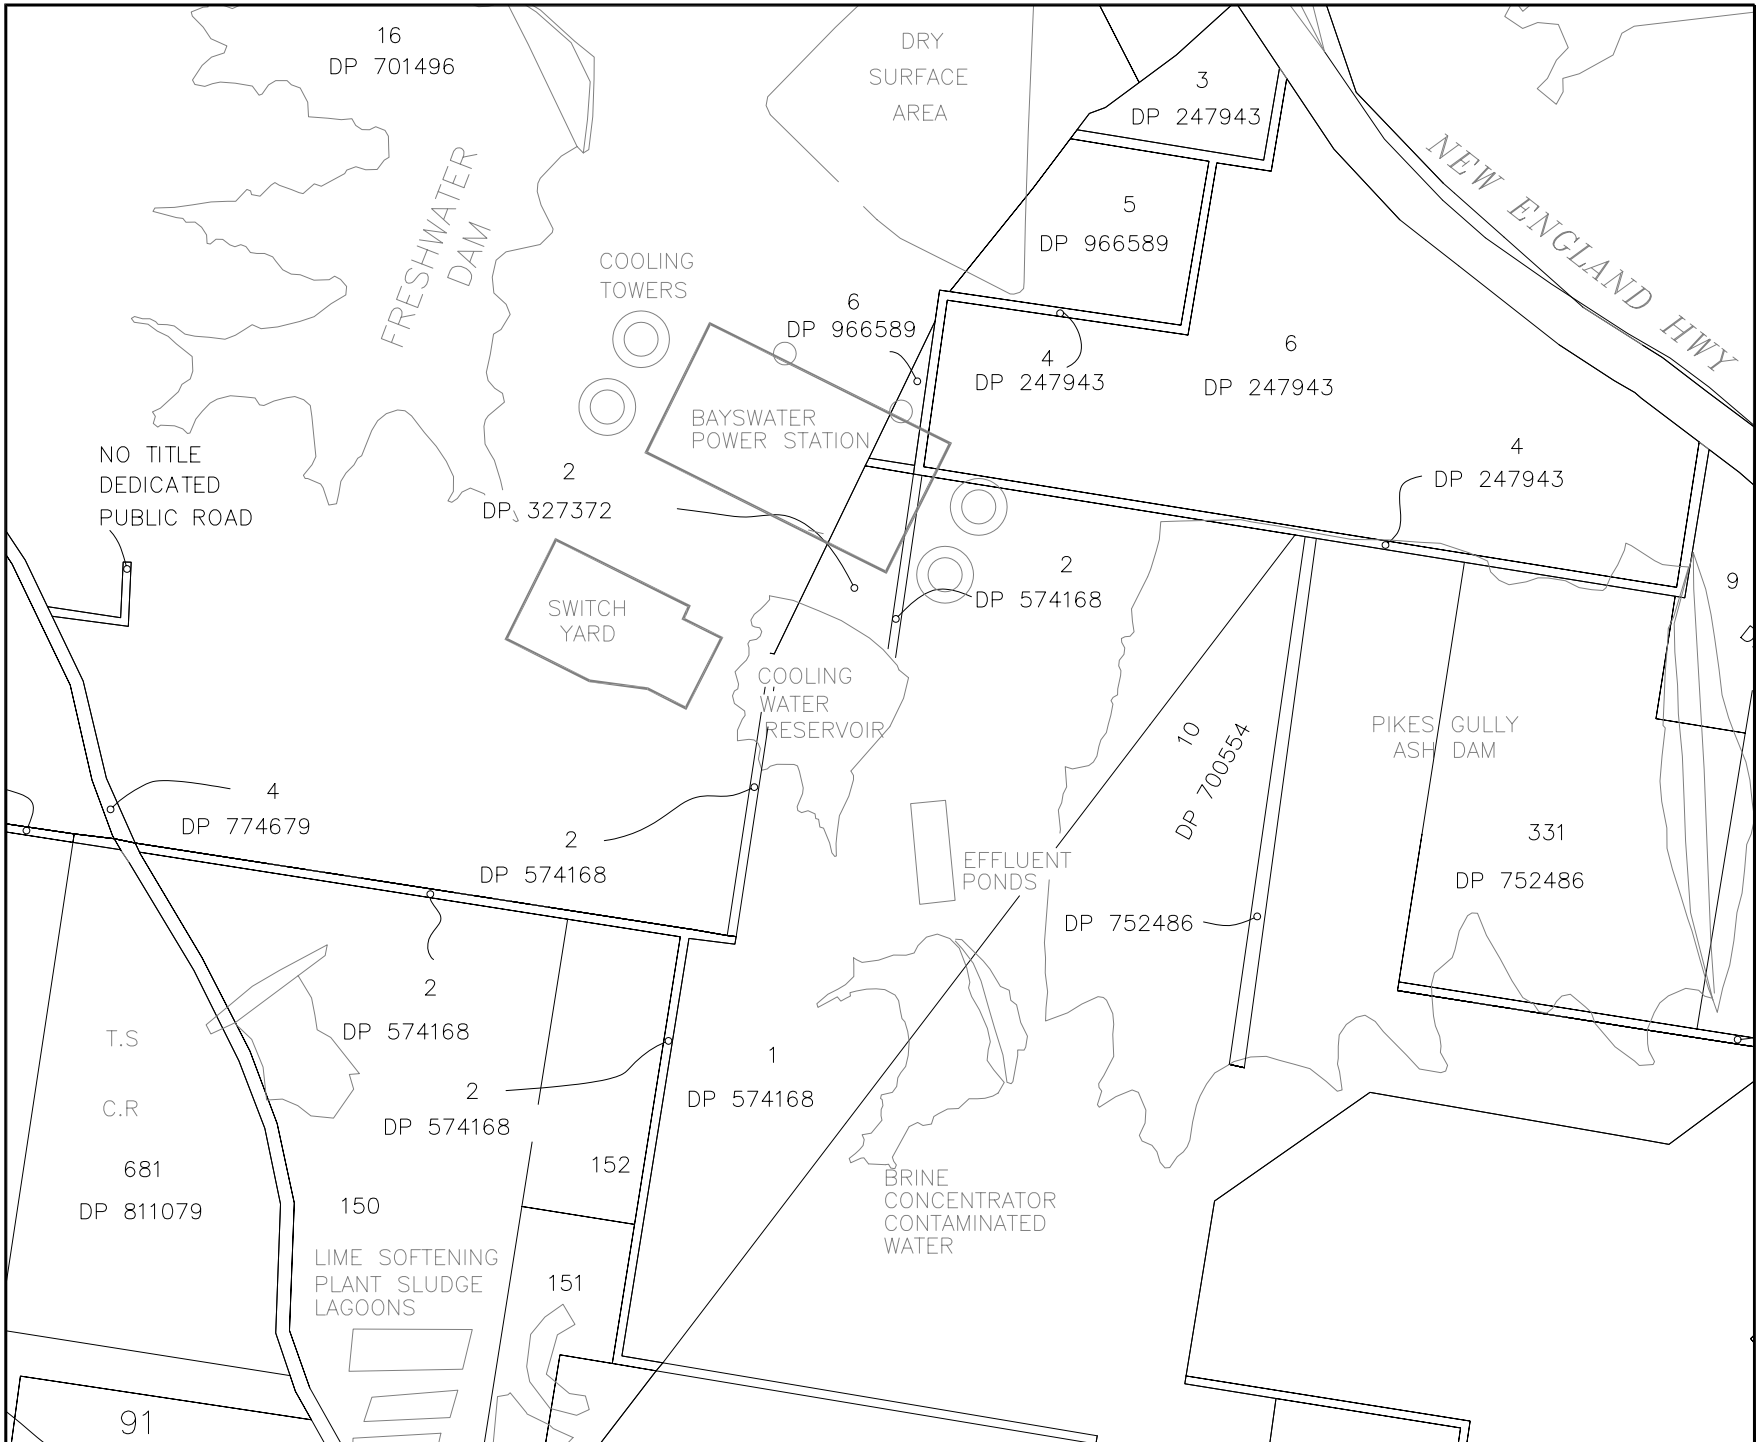 16
DP 701496
DRY
SURFACE
AREA
3
DP 247943
NEW ENGLAND HWY
FRESHWATER
DAM
5
DP 966589
COOLING
TOWERS
6
DP 966589
4
DP 247943
6
DP 247943
BAYSWATER
POWER STATION
NO TITLE
DEDICATED
PUBLIC ROAD
2
DP 327372
4
DP 247943
2
DP 574168
9
SWITCH
YARD
COOLING
WATER
RESERVOIR
10
DP 700554
PIKES GULLY
ASH DAM
4
DP 774679
2
DP 574168
331
DP 752486
EFFLUENT
PONDS
DP 752486
2
DP 574168
T.S
C.R
1
DP 574168
2
DP 574168
681
DP 811079
152
150
BRINE
CONCENTRATOR
CONTAMINATED
WATER
LIME SOFTENING
PLANT SLUDGE
LAGOONS
151
91